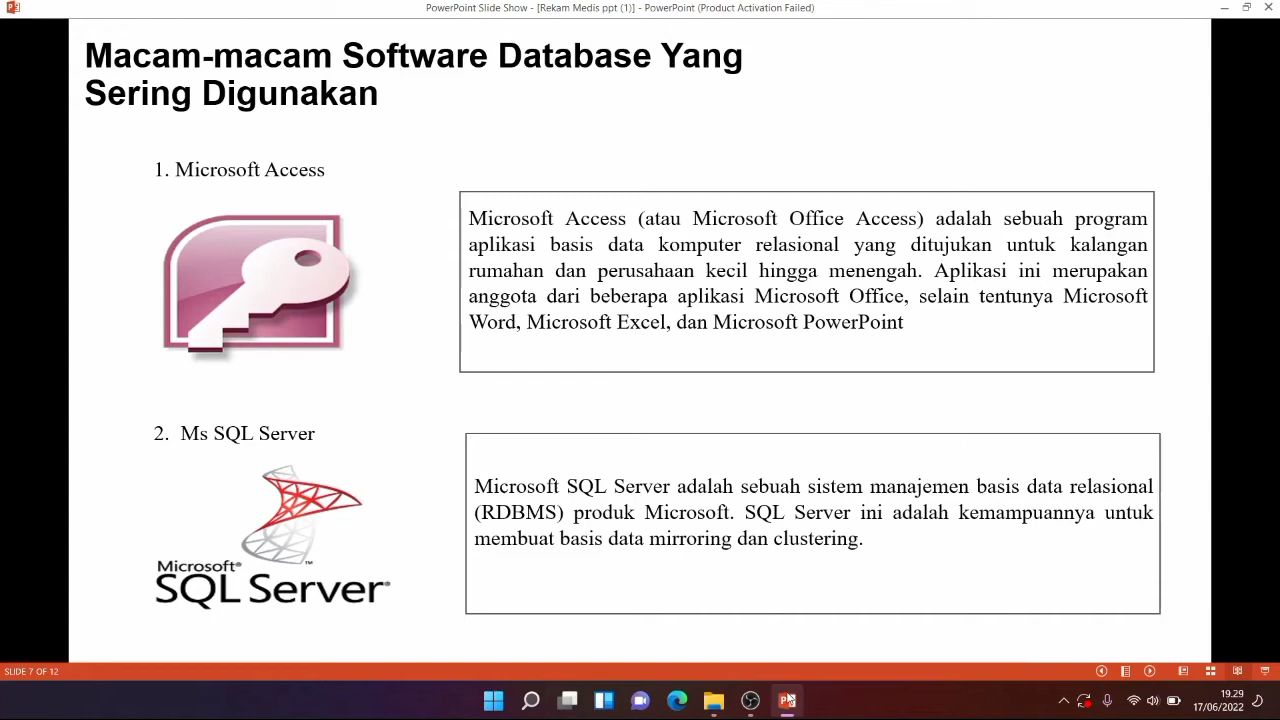 PowerPoint Slide Show - [Rekam Medis ppt (1)] - PowerPoint (Product Activation Failed)
Macam-macam Software Database Yang
Sering Digunakan
1. Microsoft Access
Microsoft Access (atau Microsoft Office Access) adalah sebuah program
aplikasi basis data komputer relasional yang ditujukan untuk kalangan
rumahan dan perusahaan kecil hingga menengah. Aplikasi ini merupakan
anggota dari beberapa aplikasi Microsoft Office, selain tentunya Microsoft
Word, Microsoft Excel, dan Microsoft PowerPoint
2. Ms SQL Server
Microsoft®
SQL Server®
™
Microsoft SQL Server adalah sebuah sistem manajemen basis data relasional
(RDBMS) produk Microsoft. SQL Server ini adalah kemampuannya untuk
membuat basis data mirroring dan clustering.
SLIDE 7 OF 12
19.29
17/06/2022